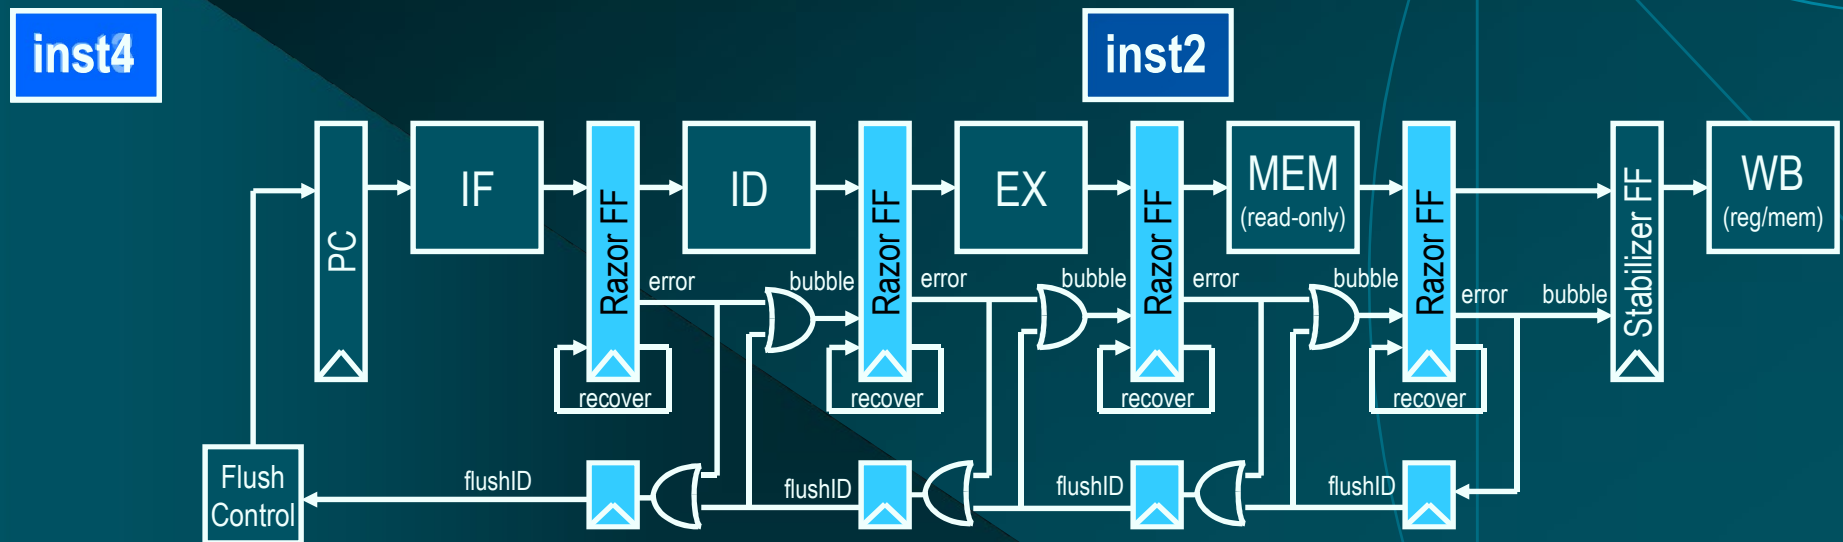 inst4
inst2
PC
IF
Razor FF
ID
Razor FF
EX
Razor FF
MEM
(read-only)
Razor FF
Stabilizer FF
WB
(reg/mem)
error
bubble
error
bubble
error
bubble
error
bubble
recover
recover
recover
recover
Flush
Control
flushID
flushID
flushID
flushID